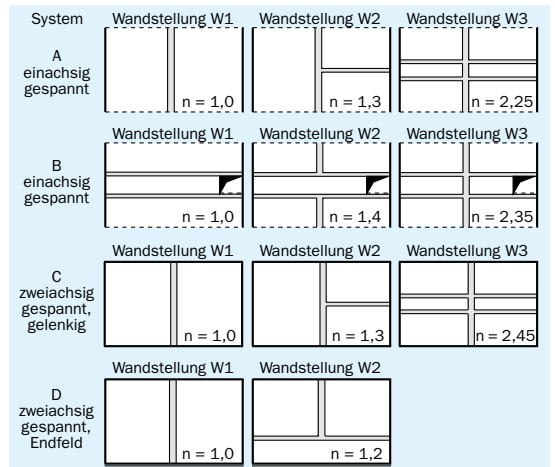 System Wandstellung W1 Wandstellung W2 Wandstellung W3
A
einachsig
gespannt
n = 1,0 n = 1,3 n = 2,25
Wandstellung W1 Wandstellung W2 Wandstellung W3
B
einachsig
gespannt
n = 1,0 n = 1,4 n = 2,35
Wandstellung W1 Wandstellung W2 Wandstellung W3
C
zweiachsig
gespannt,
gelenkig
n = 1,0 n = 1,3 n = 2,45
Wandstellung W1 Wandstellung W2
D
zweiachsig
gespannt,
Endfeld
n = 1,0 n = 1,2